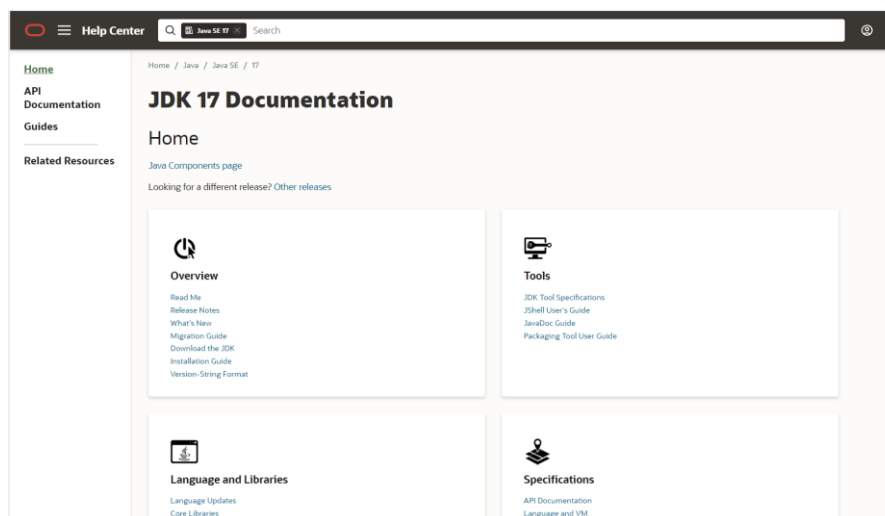 Help Center
Java SE 17 ×
Search
Home
API
Documentation
Guides
Related Resources
Home / Java / Java SE / 17
JDK 17 Documentation
Home
Java Components page
Looking for a different release? Other releases
Overview
Read Me
Release Notes
What's New
Migration Guide
Download the JDK
Installation Guide
Version-String Format
Tools
JDK Tool Specifications
JShell User's Guide
JavaDoc Guide
Packaging Tool User Guide
Language and Libraries
Language Updates
Core Libraries
Specifications
API Documentation
Language and VM